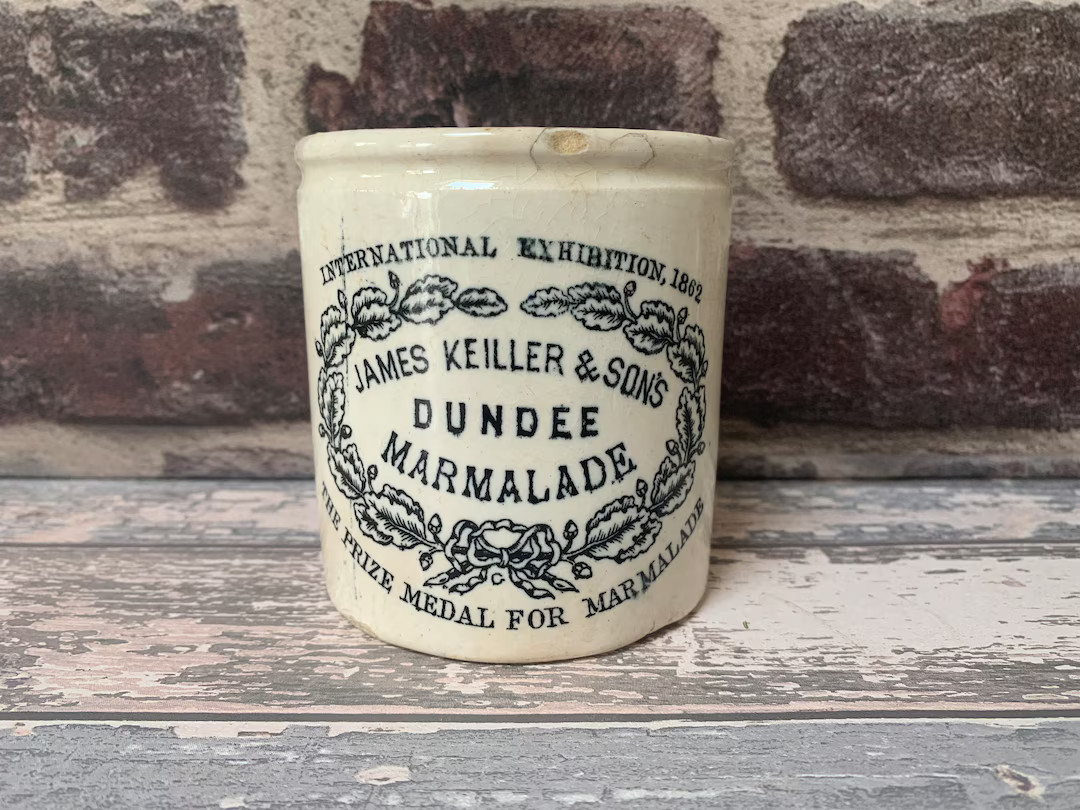 INTERNATIONAL EXHIBITION, 1862
JAMES KEILLER & SON'S
DUNDEE
MARMALADE
C
THE PRIZE MEDAL FOR MARMALADE